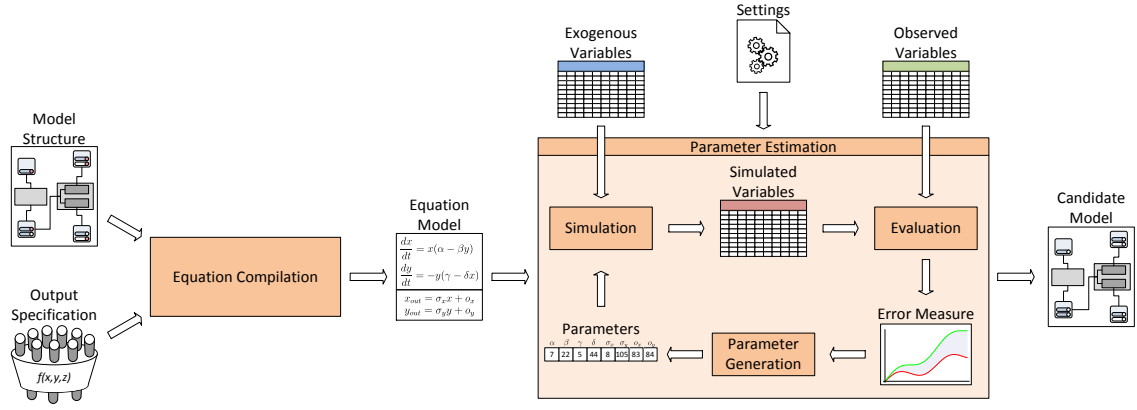 Settings
Exogenous
Variables
Observed
Variables
Model
Structure
Parameter Estimation
Simulated
Variables
Equation
Model
Candidate
Model
Simulation
Evaluation
dx/dt = x(α − βy)
dy/dt = −y(γ − δx)
x_out = σ_x x + o_x
y_out = σ_y y + o_y
Equation Compilation
Output
Specification
f(x,y,z)
Parameters
α β γ δ σ_x σ_y o_x o_y
7 22 5 44 8 105 83 84
Parameter
Generation
Error Measure